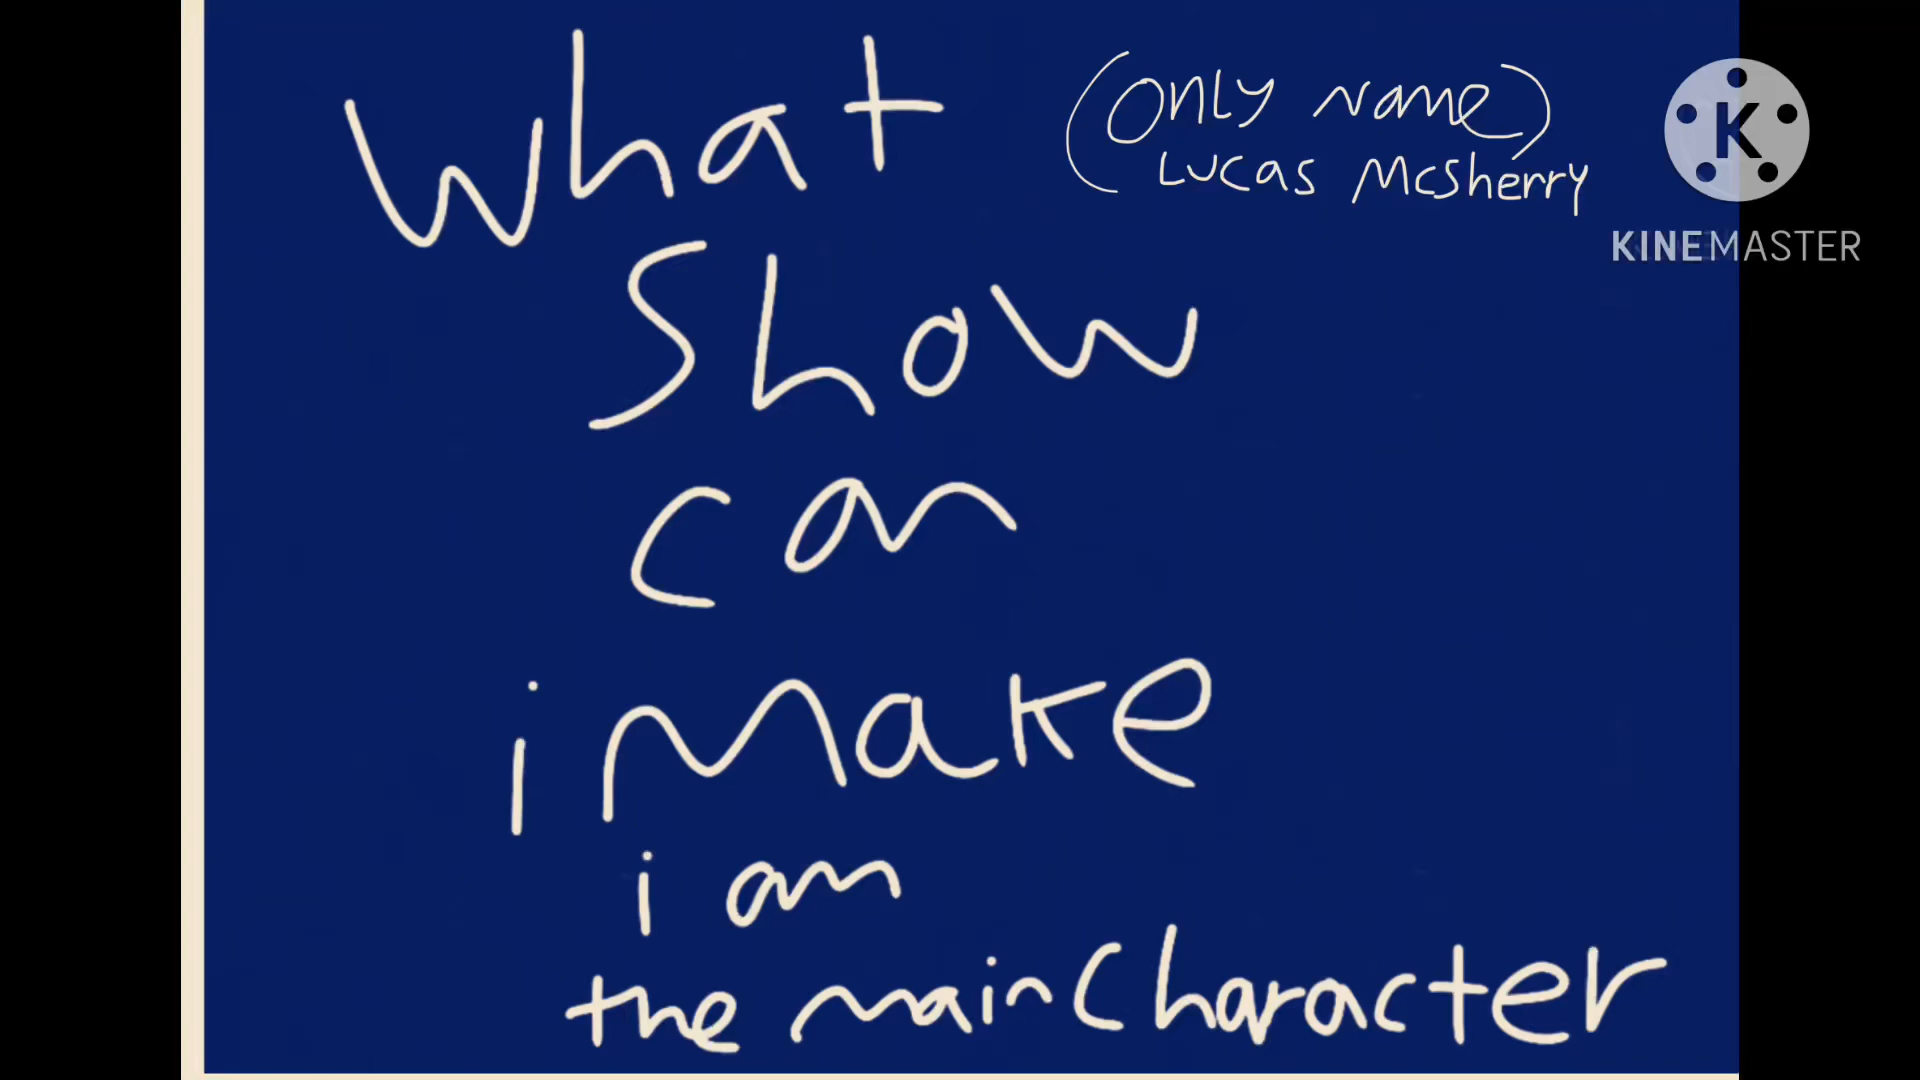 What
(only name)
Lucas McSherry
KINEMASTER
Show
can
i make
i am
the main character